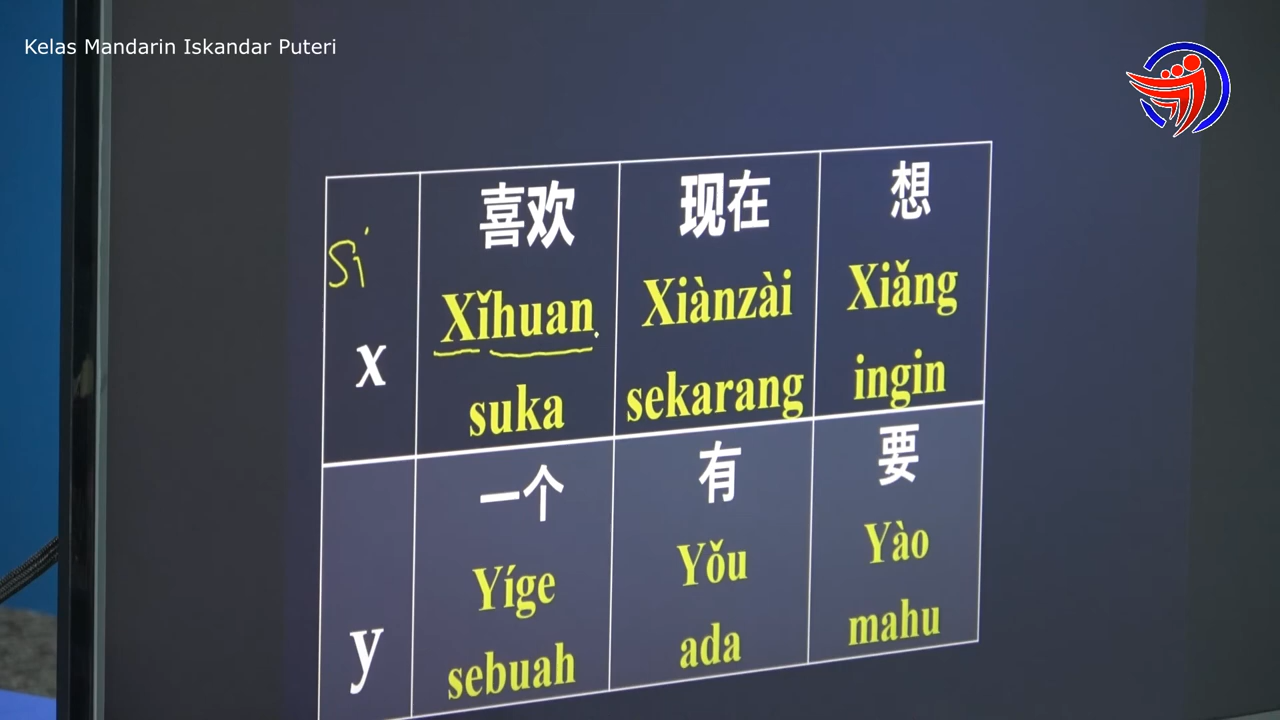 Kelas Mandarin Iskandar Puteri
喜欢 现在 想
si
Xǐhuan Xiànzài Xiǎng
x
suka sekarang ingin
一个 有 要
Yíge Yǒu Yào
y
sebuah ada mahu